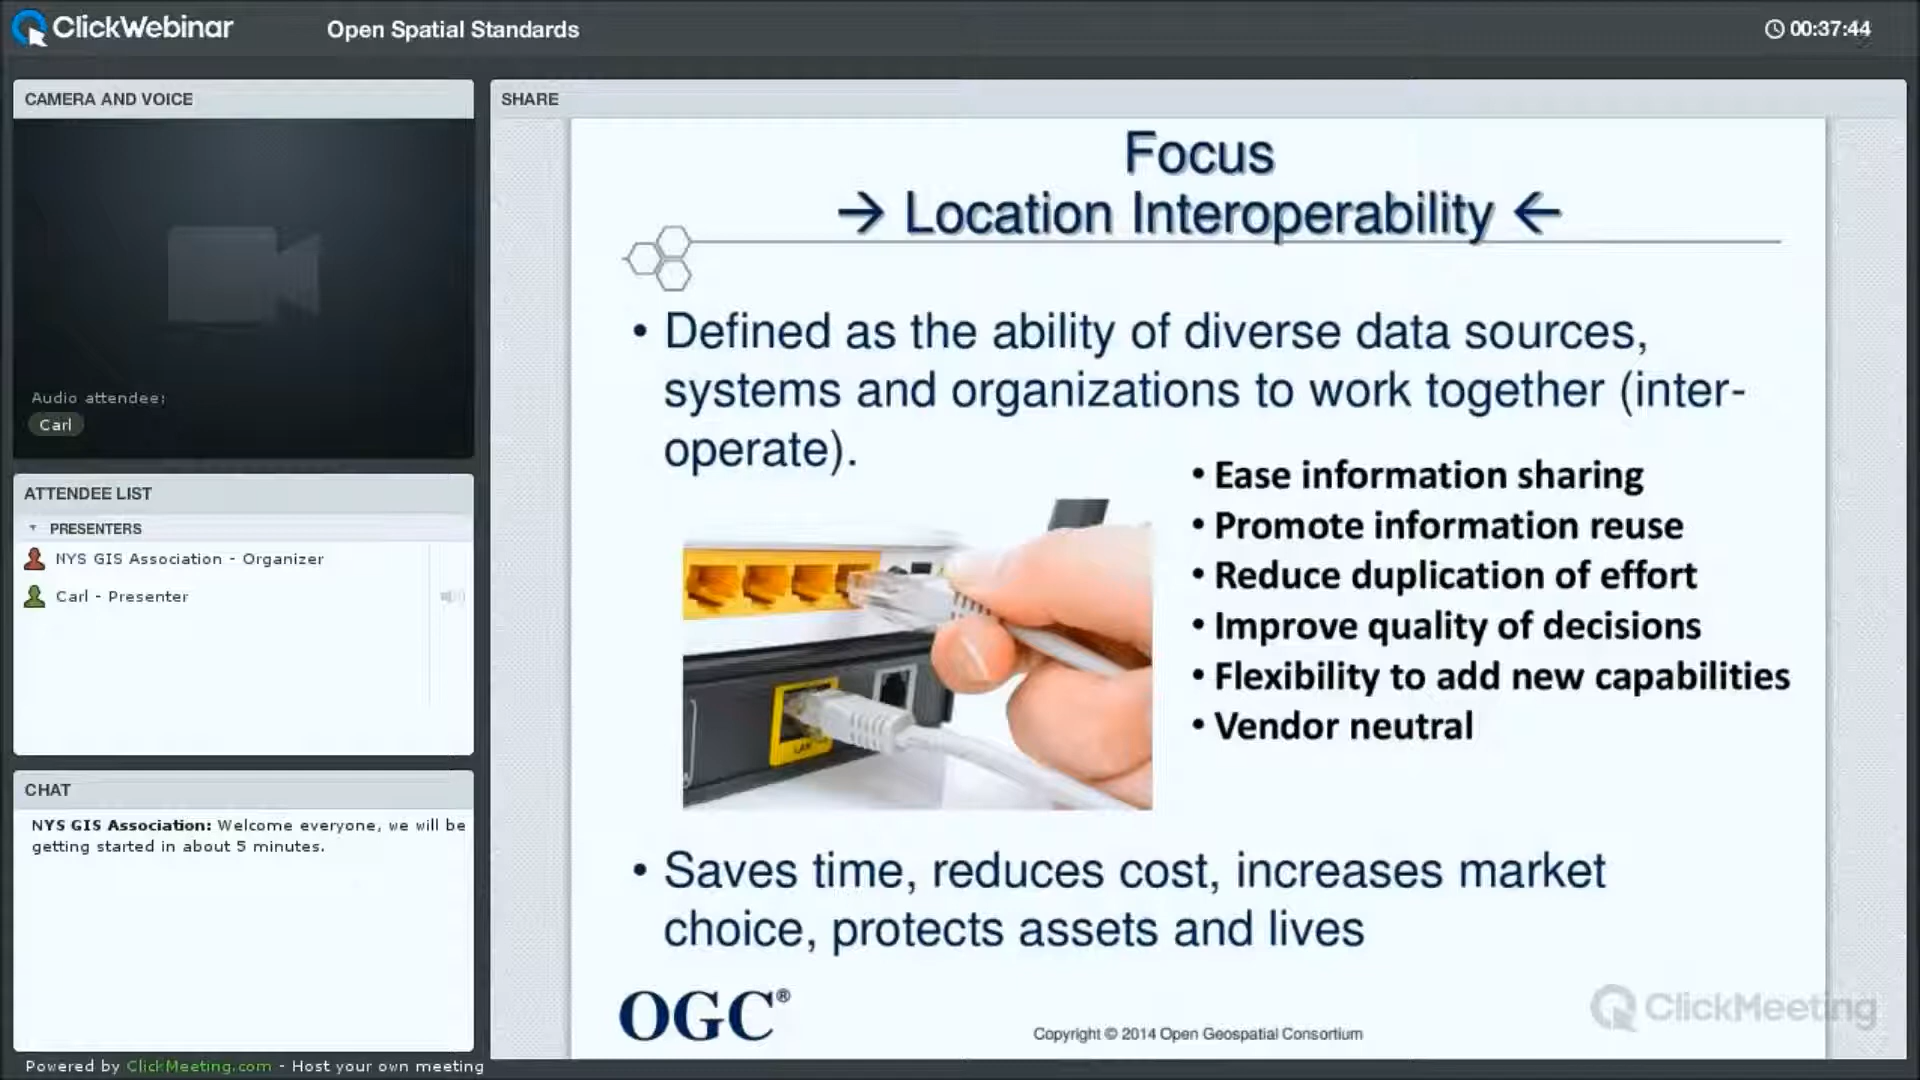 ClickWebinar
Open Spatial Standards
00:37:44
CAMERA AND VOICE
Audio attendee:
Carl
ATTENDEE LIST
PRESENTERS
NYS GIS Association - Organizer
Carl - Presenter
CHAT
NYS GIS Association: Welcome everyone, we will be
getting started in about 5 minutes.
Powered by ClickMeeting.com - Host your own meeting
SHARE
Focus
→ Location Interoperability ←
• Defined as the ability of diverse data sources,
systems and organizations to work together (inter-
operate).
• Ease information sharing
• Promote information reuse
• Reduce duplication of effort
• Improve quality of decisions
• Flexibility to add new capabilities
• Vendor neutral
LAN
• Saves time, reduces cost, increases market
choice, protects assets and lives
OGC®
Copyright © 2014 Open Geospatial Consortium
ClickMeeting